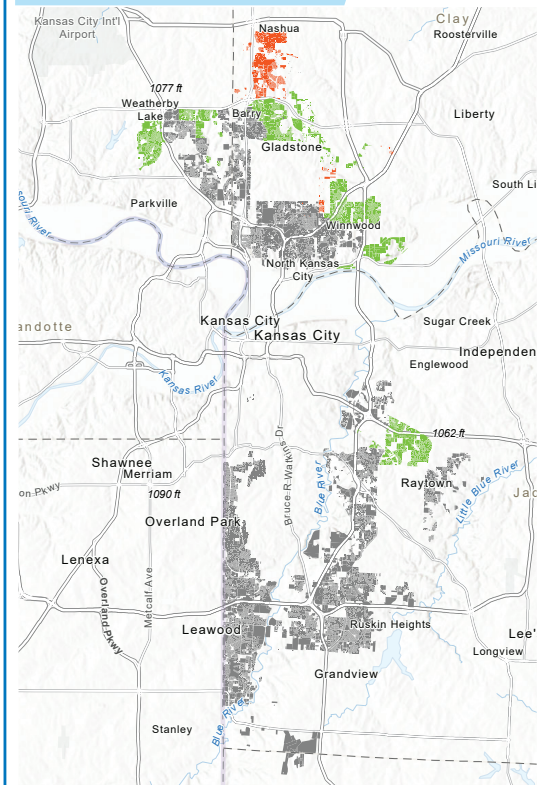 Kansas City Int'l
Airport
Clay
Nashua
Roosterville
1077 ft
Weatherby
Lake
Barry
Liberty
Gladstone
South Li
Parkville
souri River
Winnwood
Missouri River
North Kansas
City
andotte
Kansas City
Kansas City
Sugar Creek
Independen
Englewood
Kansas River
Bruce R Watkins Dr
1062 ft
Shawnee
Merriam
on Pkwy
1090 ft
Blue River
Raytown
Little Blue River
Jac
Overland Park
Lenexa
Overland Pkwy
Metcalf Ave
Leawood
Ruskin Heights
Lee'
Longview
Grandview
Blue River
Stanley